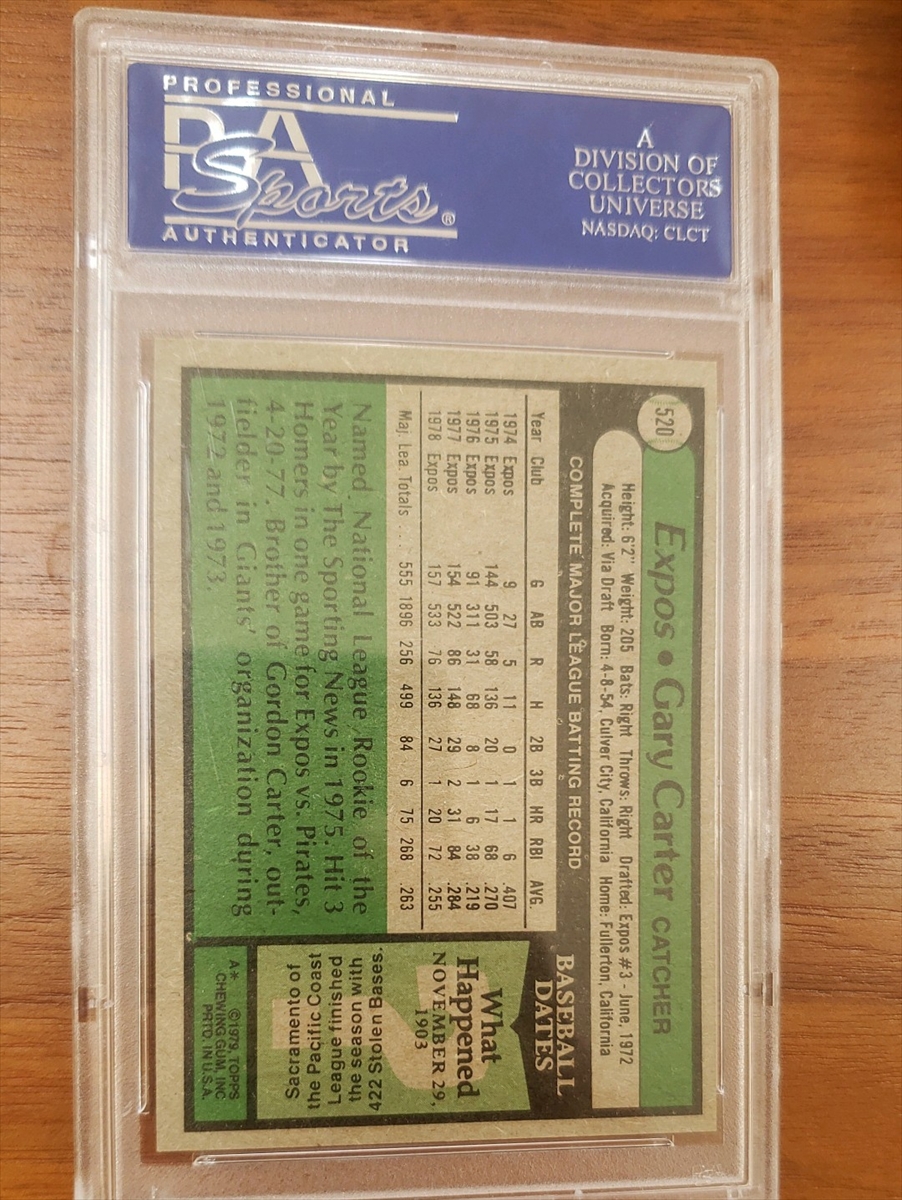 PROFESSIONAL
PSA
Sports®
AUTHENTICATOR
A
DIVISION OF
COLLECTORS
UNIVERSE
NASDAQ: CLCT
520
Expos • Gary Carter CATCHER
Height: 6'2" Weight: 205 Bats: Right Throws: Right Drafted: Expos #3 - June, 1972
Acquired: Via Draft Born: 4-8-54, Culver City, California Home: Fullerton, California
COMPLETE MAJOR LEAGUE BATTING RECORD
Year Club G AB R H 2B 3B HR RBI AVG.
1974 Expos 9 27 5 11 0 1 1 6 .407
1975 Expos 144 503 58 136 20 1 17 68 .270
1976 Expos 91 311 31 68 8 1 6 38 .219
1977 Expos 154 522 86 148 29 2 31 84 .284
1978 Expos 157 533 76 136 27 1 20 72 .255
Maj. Lea. Totals . . . 555 1896 256 499 84 6 75 268 .263
Named National League Rookie of the
Year by The Sporting News in 1975. Hit 3
Homers in one game for Expos vs. Pirates,
4-20-77. Brother of Gordon Carter, out-
fielder in Giants' organization during
1972 and 1973.
BASEBALL
DATES
What
Happened
NOVEMBER 29,
1903
422 Stolen Bases.
the season with
League finished
the Pacific Coast
Sacramento of
©1979, TOPPS
A* CHEWING GUM, INC
PRTD. IN U.S.A.